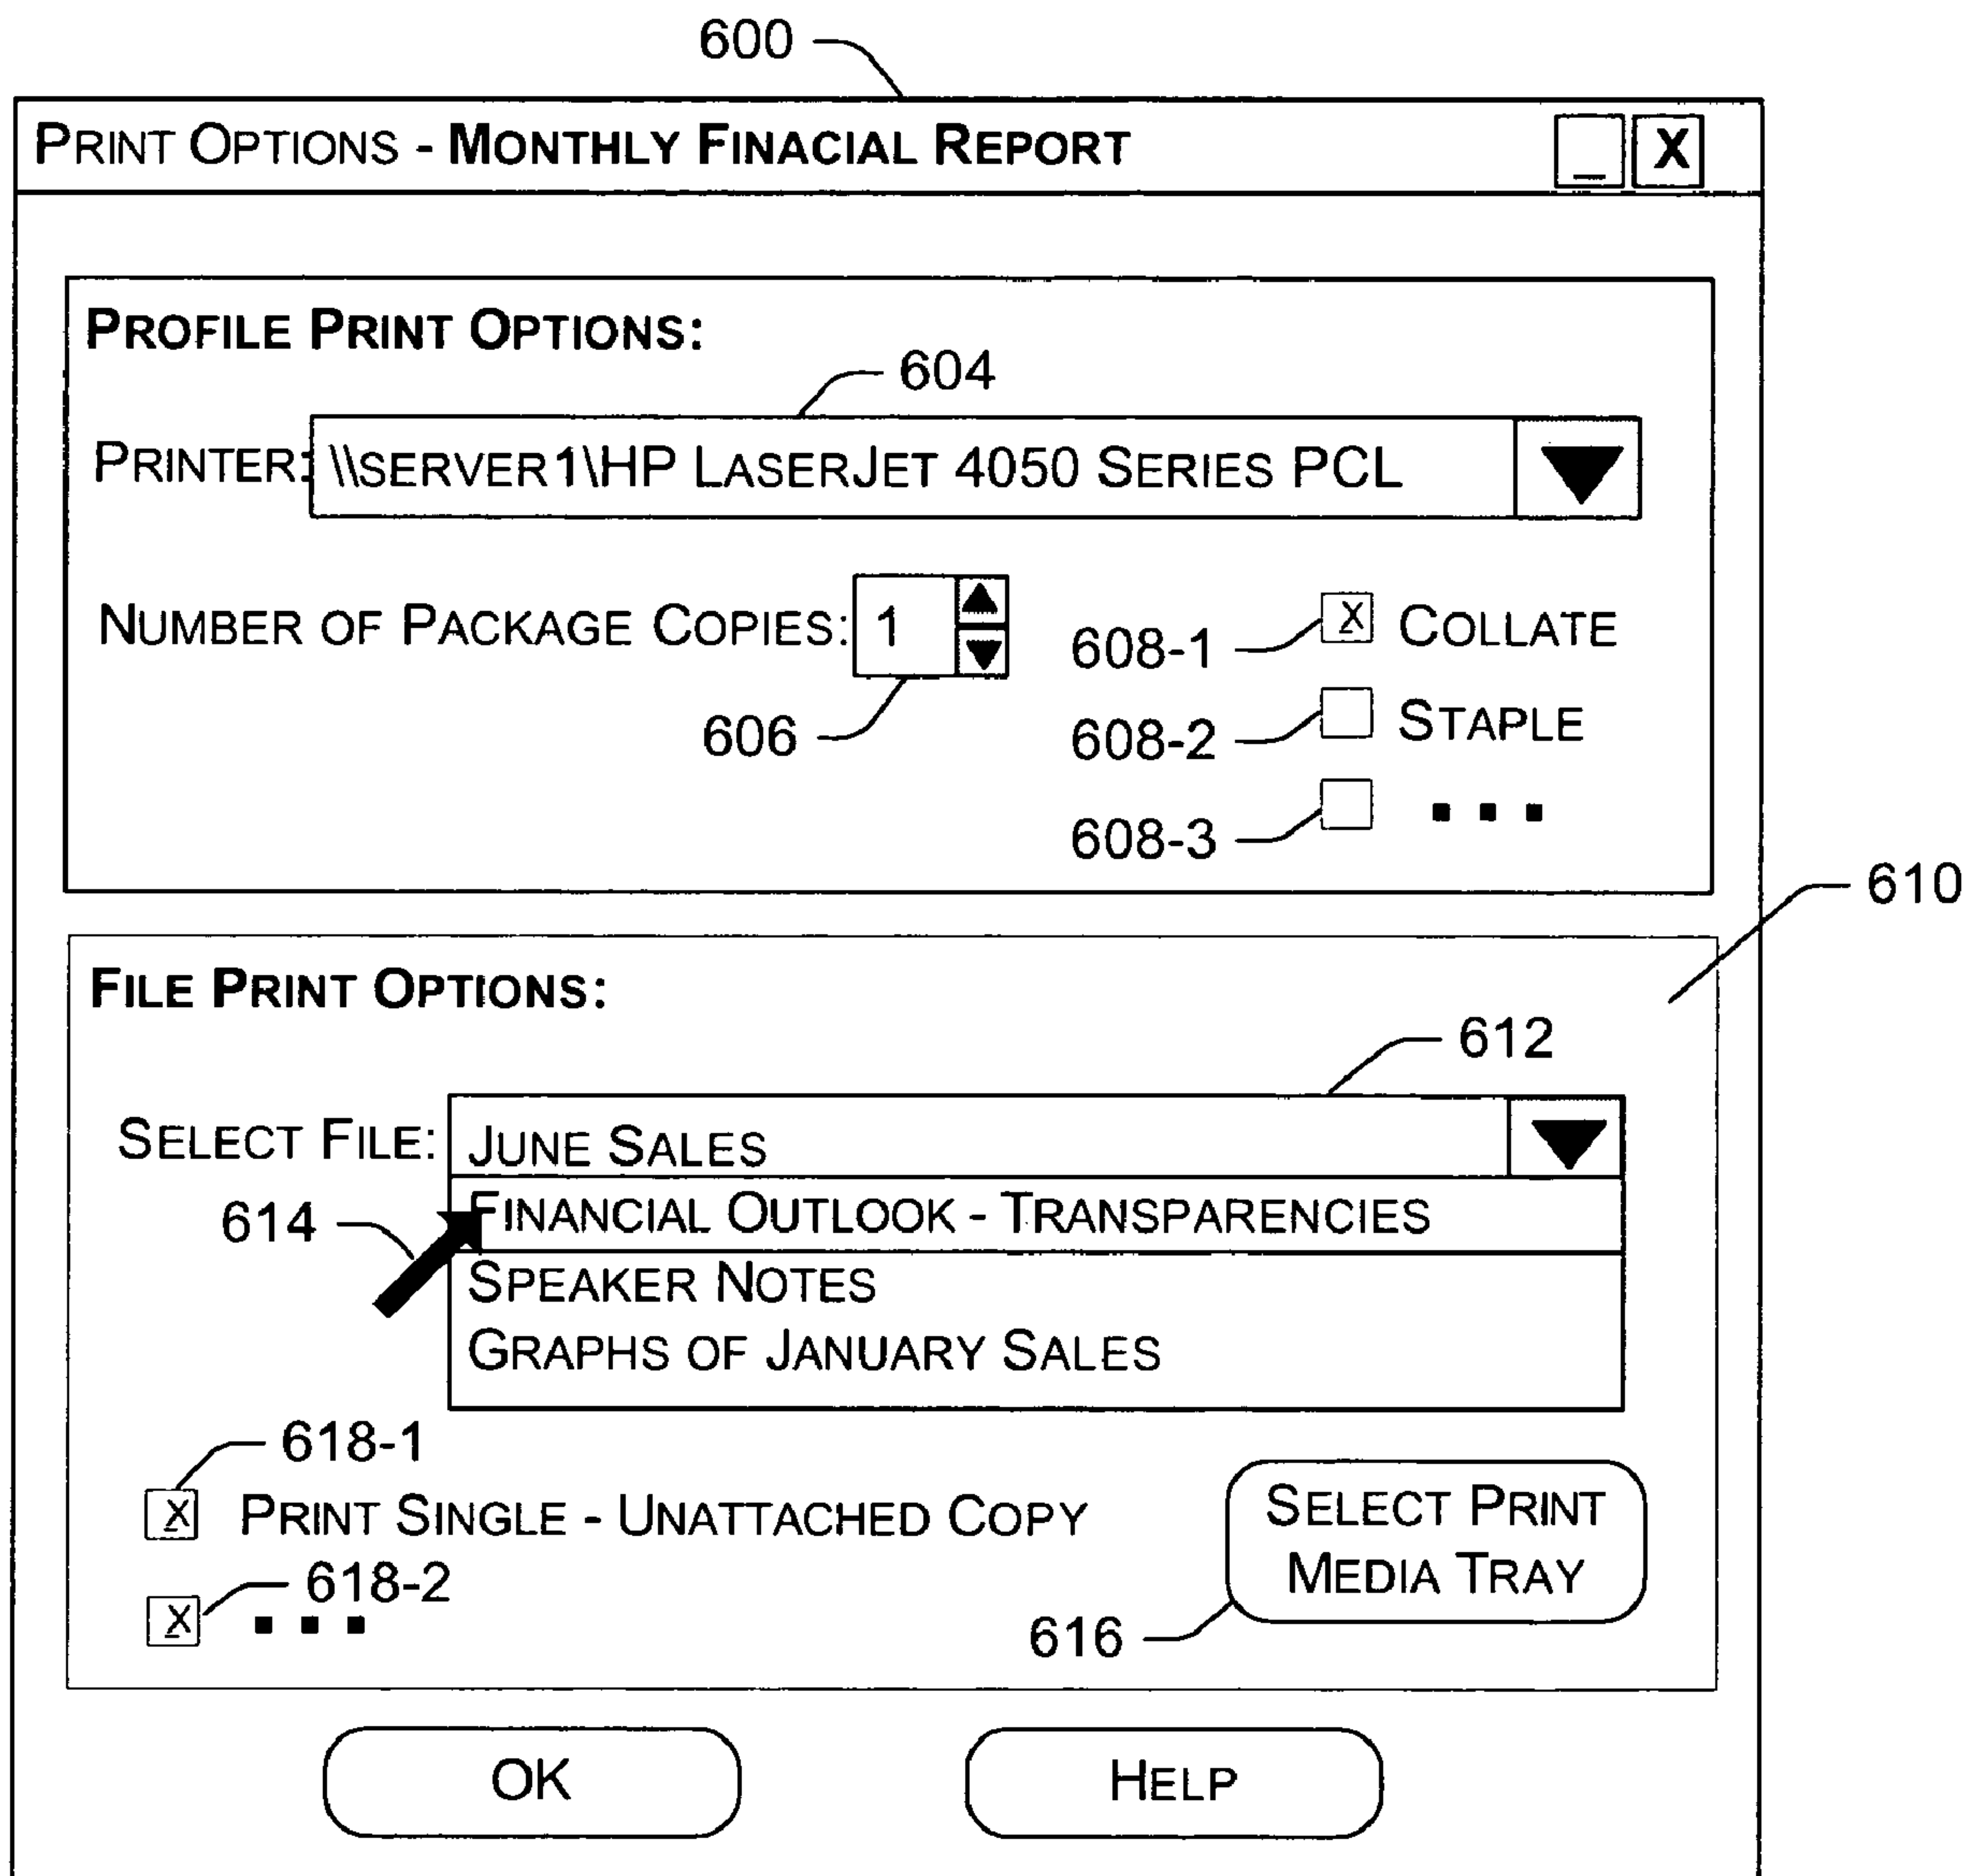 600
PRINT OPTIONS - MONTHLY FINACIAL REPORT _ X
PROFILE PRINT OPTIONS:
604
PRINTER: \\SERVER1\HP LASERJET 4050 SERIES PCL
NUMBER OF PACKAGE COPIES: 1
606
608-1 X COLLATE
608-2 STAPLE
608-3 ...
610
FILE PRINT OPTIONS:
612
SELECT FILE: JUNE SALES
614 FINANCIAL OUTLOOK - TRANSPARENCIES
SPEAKER NOTES
GRAPHS OF JANUARY SALES
618-1
X PRINT SINGLE - UNATTACHED COPY
618-2
X ...
SELECT PRINT
MEDIA TRAY
616
OK
HELP